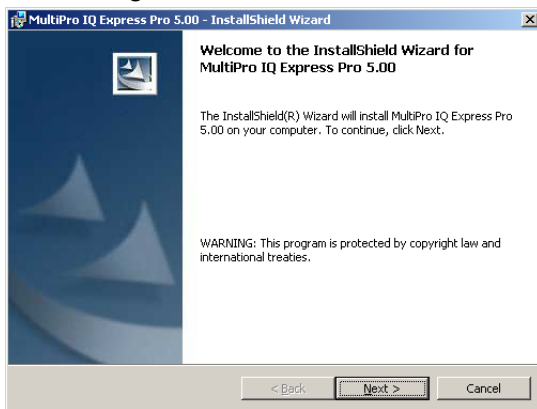 MultiPro IQ Express Pro 5.00 - InstallShield Wizard
Welcome to the InstallShield Wizard for
MultiPro IQ Express Pro 5.00
The InstallShield(R) Wizard will install MultiPro IQ Express Pro
5.00 on your computer. To continue, click Next.
WARNING: This program is protected by copyright law and
international treaties.
< Back Next > Cancel